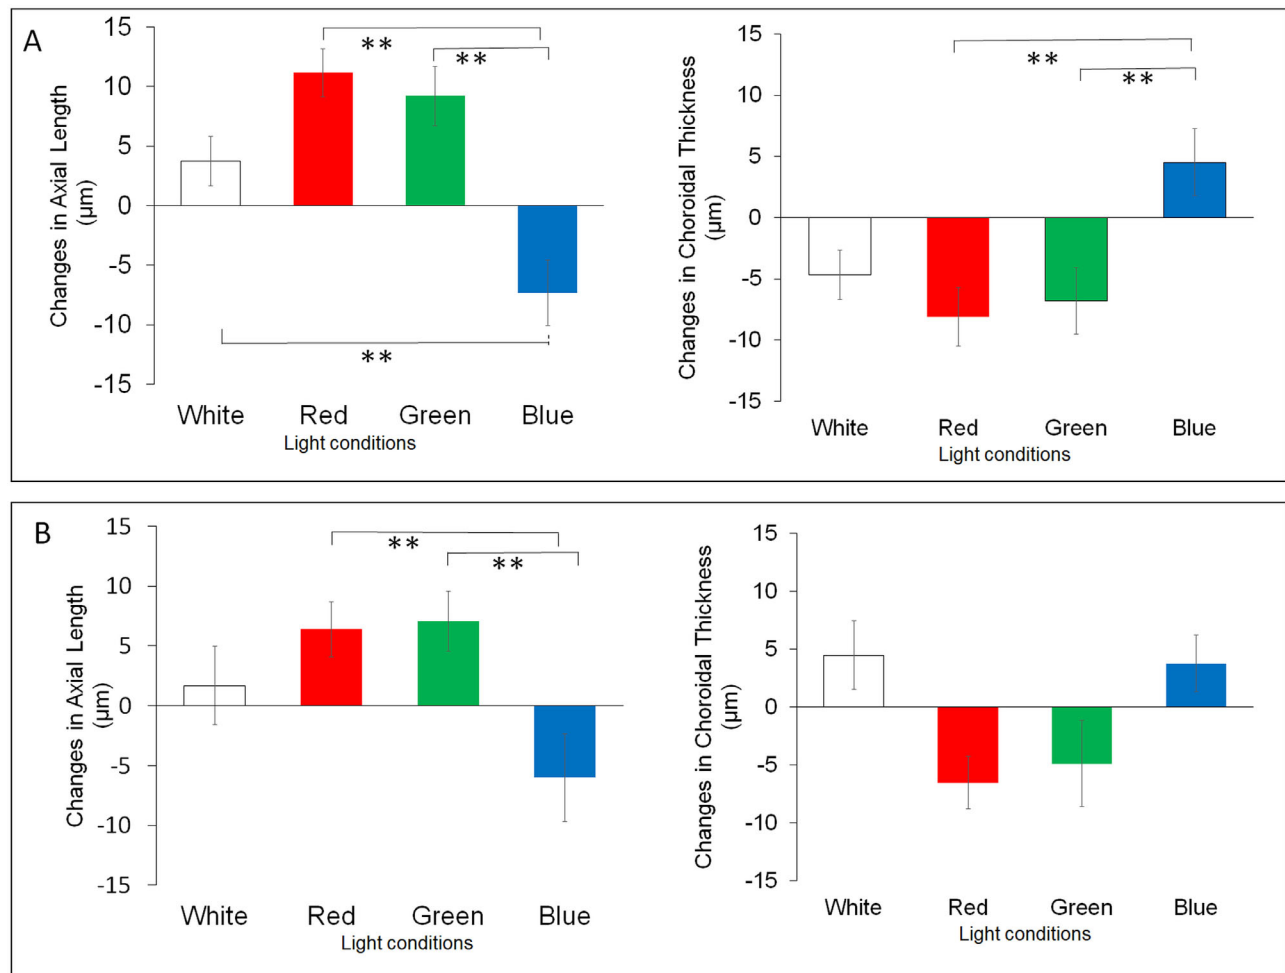 A
Changes in Axial Length
(µm)
15
10
5
0
-5
-10
-15
**
**
**
White Red Green Blue
Light conditions
Changes in Choroidal Thickness
(µm)
15
10
5
0
-5
-10
-15
**
**
White Red Green Blue
Light conditions
B
Changes in Axial Length
(µm)
15
10
5
0
-5
-10
-15
**
**
White Red Green Blue
Light conditions
Changes in Choroidal Thickness
(µm)
15
10
5
0
-5
-10
-15
White Red Green Blue
Light conditions